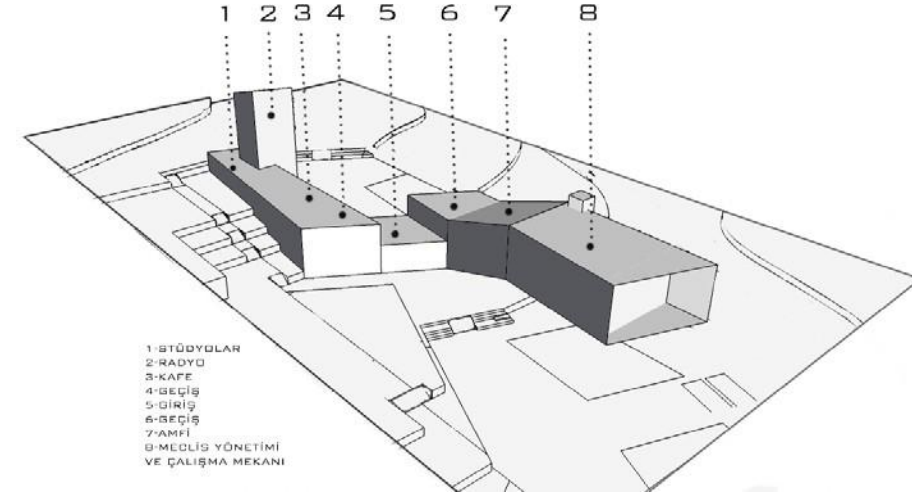 1 2 3 4 5 6 7 8
1-STÜDYOLAR
2-RADYO
3-KAFE
4-GEÇİŞ
5-GİRİŞ
6-GEÇİŞ
7-AMFİ
8-MECLİS YÖNETİMİ
VE ÇALIŞMA MEKANI